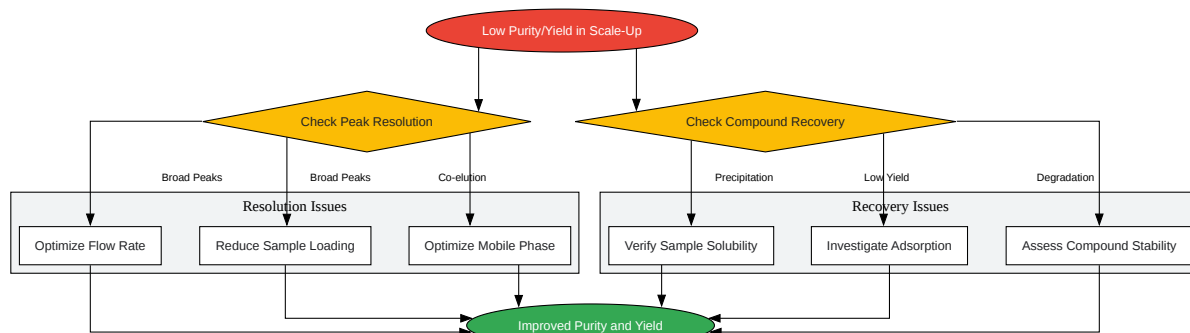 Low Purity/Yield in Scale-Up
Check Peak Resolution
Check Compound Recovery
Broad Peaks
Broad Peaks
Co-elution
Precipitation
Low Yield
Degradation
Resolution Issues
Recovery Issues
Optimize Flow Rate
Reduce Sample Loading
Optimize Mobile Phase
Verify Sample Solubility
Investigate Adsorption
Assess Compound Stability
Improved Purity and Yield